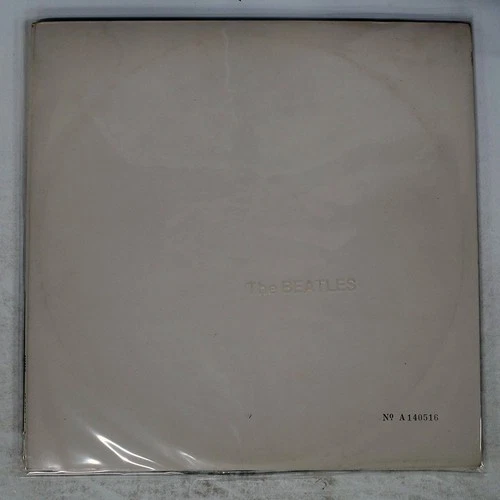 The BEATLES
Nº A 140516